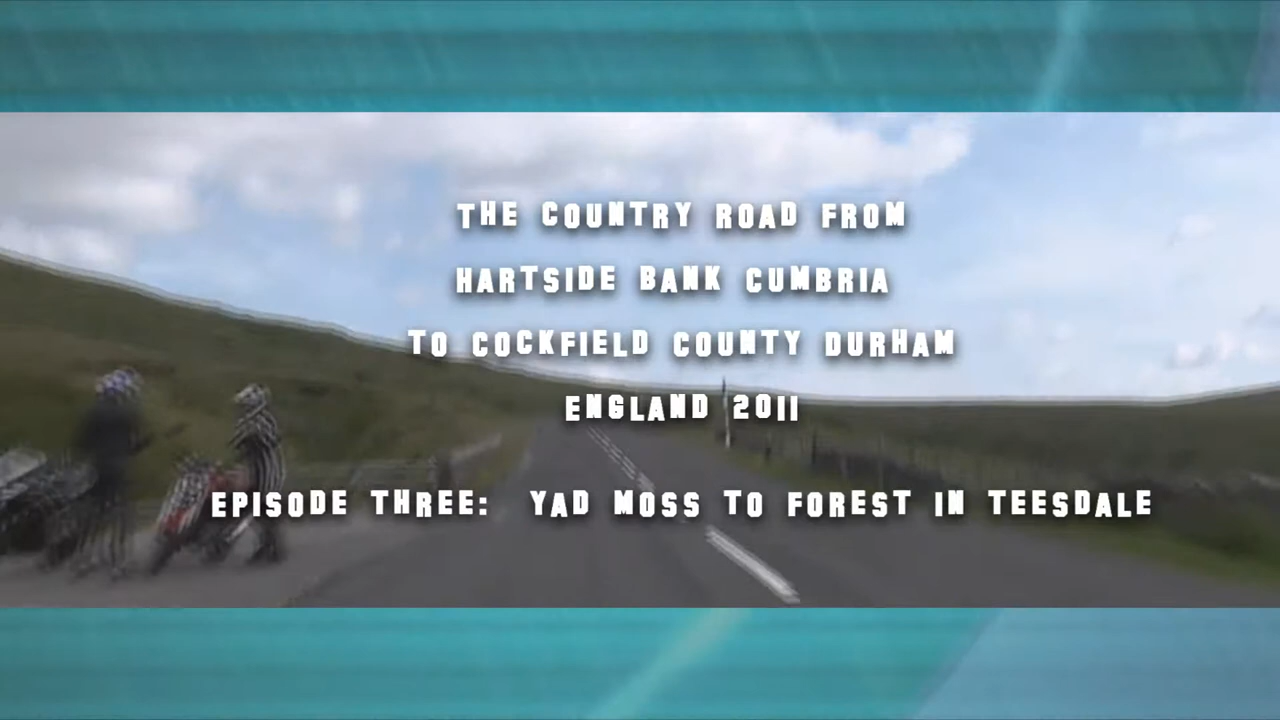 THE COUNTRY ROAD FROM
HARTSIDE BANK CUMBRIA
TO COCKFIELD COUNTY DURHAM
ENGLAND 2011
EPISODE THREE: YAD MOSS TO FOREST IN TEESDALE